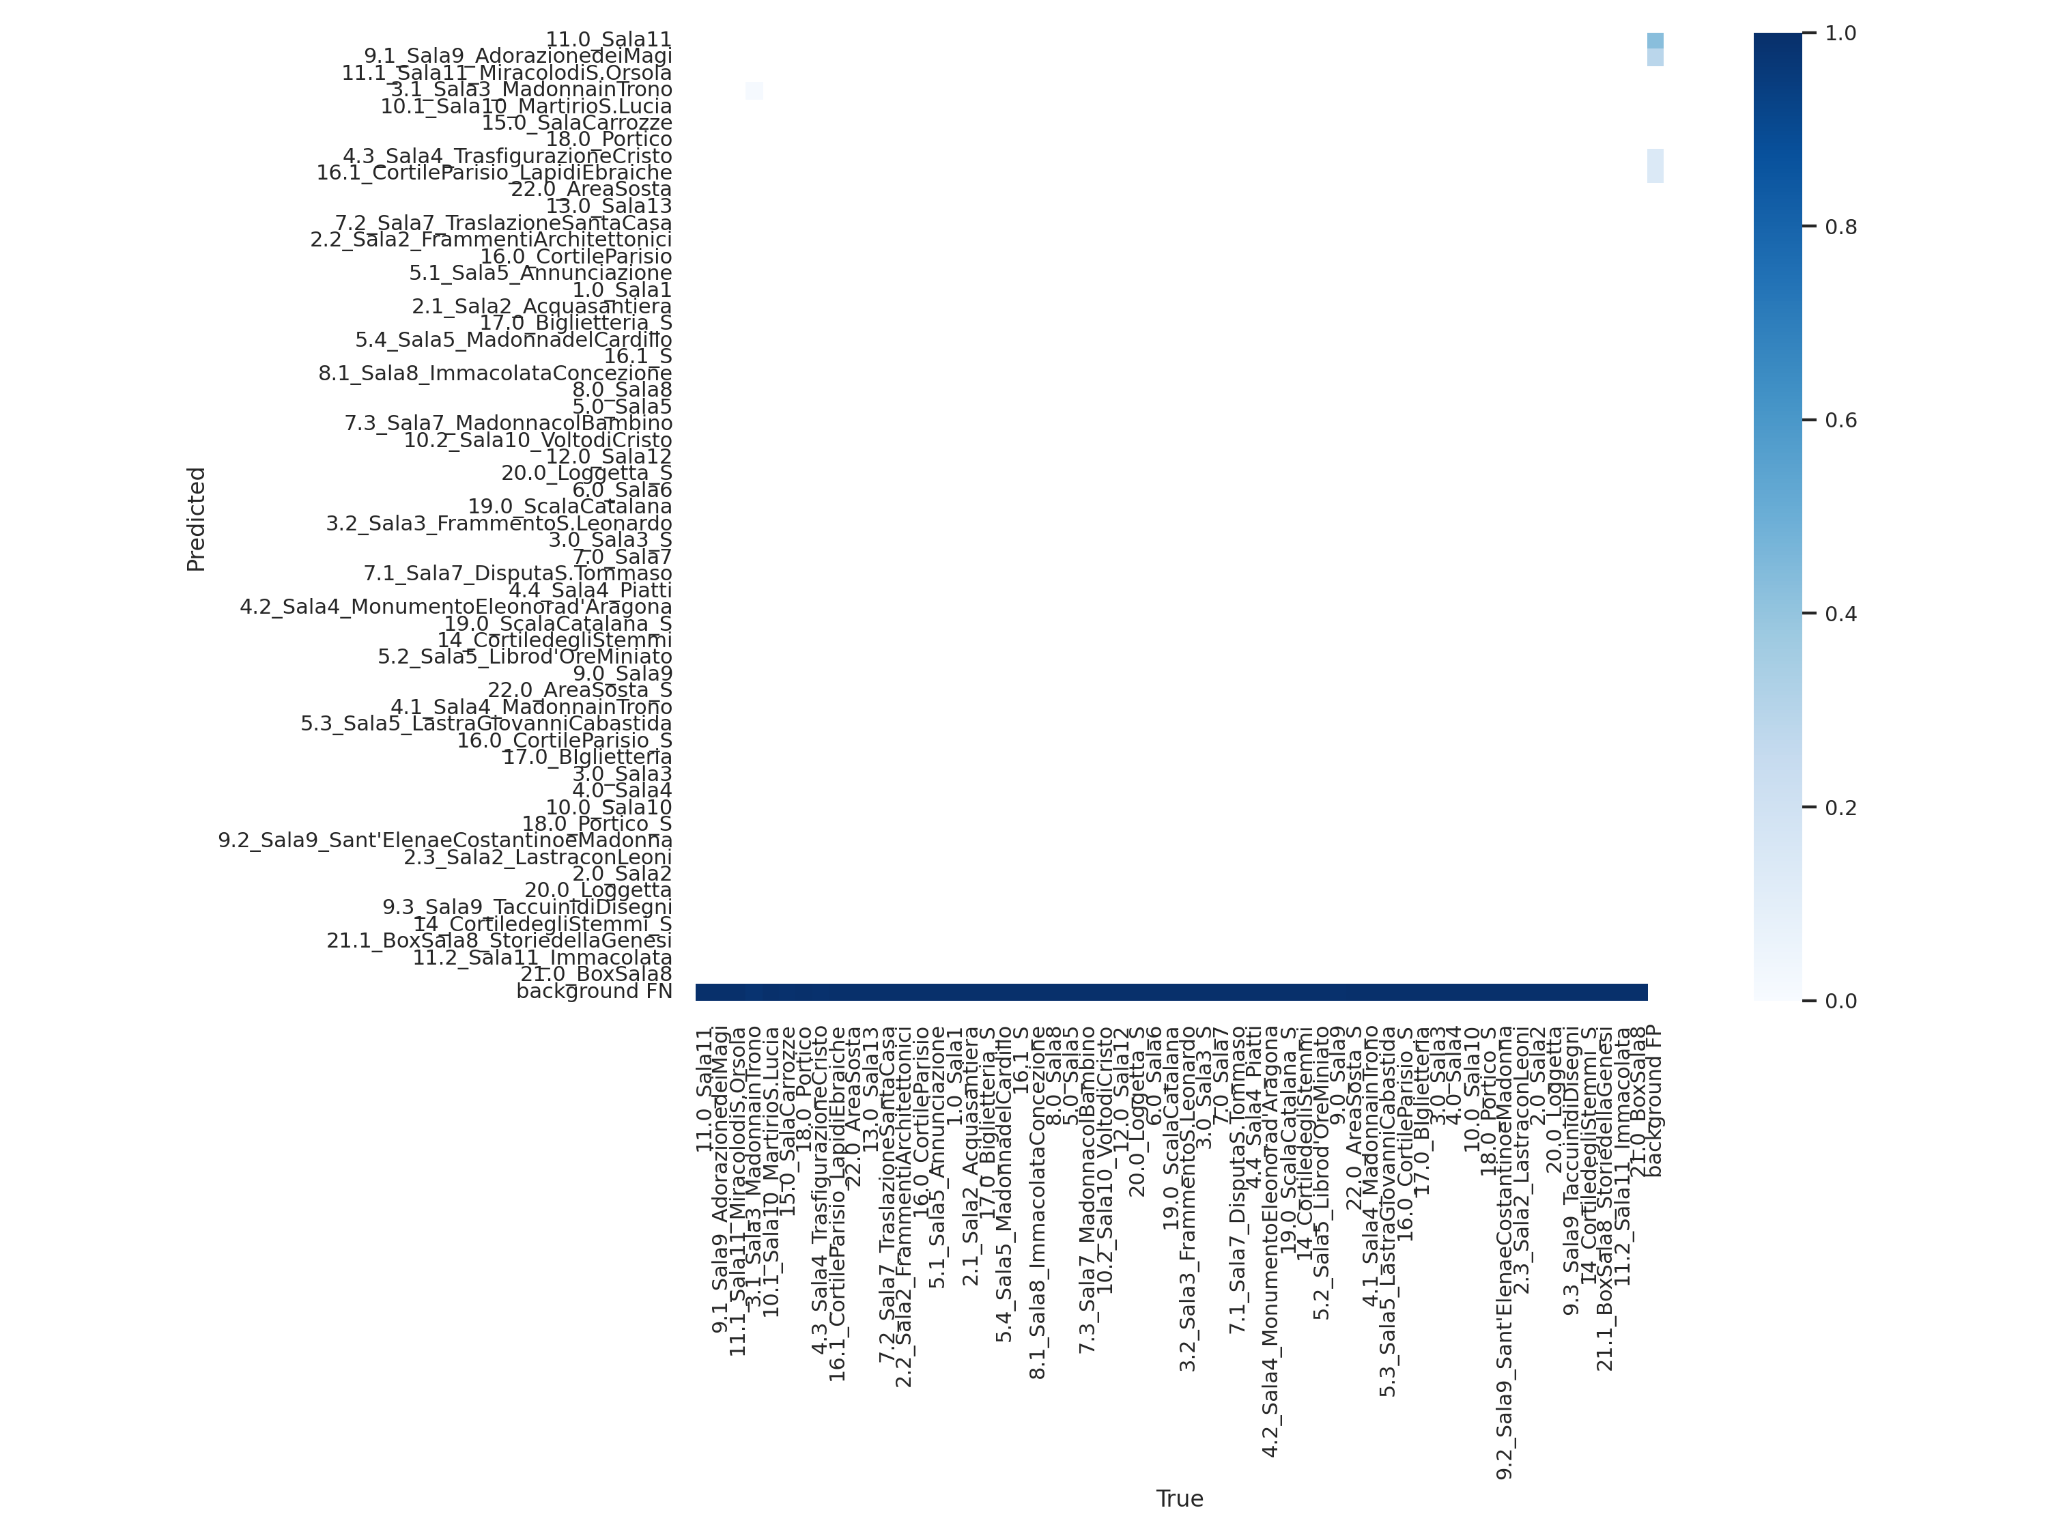 11.0_Sala11
9.1_Sala9_AdorazionedeiMagi
11.1_Sala11_MiracolodiS.Orsola
3.1_Sala3_MadonnainTrono
10.1_Sala10_MartirioS.Lucia
15.0_SalaCarrozze
18.0_Portico
4.3_Sala4_TrasfigurazioneCristo
16.1_CortileParisio_LapidiEbraiche
22.0_AreaSosta
13.0_Sala13
7.2_Sala7_TraslazioneSantaCasa
2.2_Sala2_FrammentiArchitettonici
16.0_CortileParisio
5.1_Sala5_Annunciazione
1.0_Sala1
2.1_Sala2_Acquasantiera
17.0_Biglietteria_S
5.4_Sala5_MadonnadelCardillo
16.1_S
8.1_Sala8_ImmacolataConcezione
8.0_Sala8
5.0_Sala5
7.3_Sala7_MadonnacolBambino
10.2_Sala10_VoltodiCristo
12.0_Sala12
20.0_Loggetta_S
6.0_Sala6
19.0_ScalaCatalana
3.2_Sala3_FrammentoS.Leonardo
3.0_Sala3_S
7.0_Sala7
7.1_Sala7_DisputaS.Tommaso
4.4_Sala4_Piatti
4.2_Sala4_MonumentoEleonorad'Aragona
19.0_ScalaCatalana_S
14_CortiledegliStemmi
5.2_Sala5_Librod'OreMiniato
9.0_Sala9
22.0_AreaSosta_S
4.1_Sala4_MadonnainTrono
5.3_Sala5_LastraGiovanniCabastida
16.0_CortileParisio_S
17.0_Biglietteria
3.0_Sala3
4.0_Sala4
10.0_Sala10
18.0_Portico_S
9.2_Sala9_Sant'ElenaeCostantinoeMadonna
2.3_Sala2_LastraconLeoni
2.0_Sala2
20.0_Loggetta
9.3_Sala9_TaccuinidiDisegni
14_CortiledegliStemmi_S
21.1_BoxSala8_StoriedellaGenesi
11.2_Sala11_Immacolata
21.0_BoxSala8
background FN
Predicted
1.0
0.8
0.6
0.4
0.2
0.0
11.0_Sala11
9.1_Sala9_AdorazionedeiMagi
11.1_Sala11_MiracolodiS.Orsola
3.1_Sala3_MadonnainTrono
10.1_Sala10_MartirioS.Lucia
15.0_SalaCarrozze
18.0_Portico
4.3_Sala4_TrasfigurazioneCristo
16.1_CortileParisio_LapidiEbraiche
22.0_AreaSosta
13.0_Sala13
7.2_Sala7_TraslazioneSantaCasa
2.2_Sala2_FrammentiArchitettonici
16.0_CortileParisio
5.1_Sala5_Annunciazione
1.0_Sala1
2.1_Sala2_Acquasantiera
17.0_Biglietteria_S
5.4_Sala5_MadonnadelCardillo
16.1_S
8.1_Sala8_ImmacolataConcezione
8.0_Sala8
5.0_Sala5
7.3_Sala7_MadonnacolBambino
10.2_Sala10_VoltodiCristo
12.0_Sala12
20.0_Loggetta_S
6.0_Sala6
19.0_ScalaCatalana
3.2_Sala3_FrammentoS.Leonardo
3.0_Sala3_S
7.0_Sala7
7.1_Sala7_DisputaS.Tommaso
4.4_Sala4_Piatti
4.2_Sala4_MonumentoEleonorad'Aragona
19.0_ScalaCatalana_S
14_CortiledegliStemmi
5.2_Sala5_Librod'OreMiniato
9.0_Sala9
22.0_AreaSosta_S
4.1_Sala4_MadonnainTrono
5.3_Sala5_LastraGiovanniCabastida
16.0_CortileParisio_S
17.0_Biglietteria
3.0_Sala3
4.0_Sala4
10.0_Sala10
18.0_Portico_S
9.2_Sala9_Sant'ElenaeCostantinoeMadonna
2.3_Sala2_LastraconLeoni
2.0_Sala2
20.0_Loggetta
9.3_Sala9_TaccuinidiDisegni
14_CortiledegliStemmi_S
21.1_BoxSala8_StoriedellaGenesi
11.2_Sala11_Immacolata
21.0_BoxSala8
background FP
True